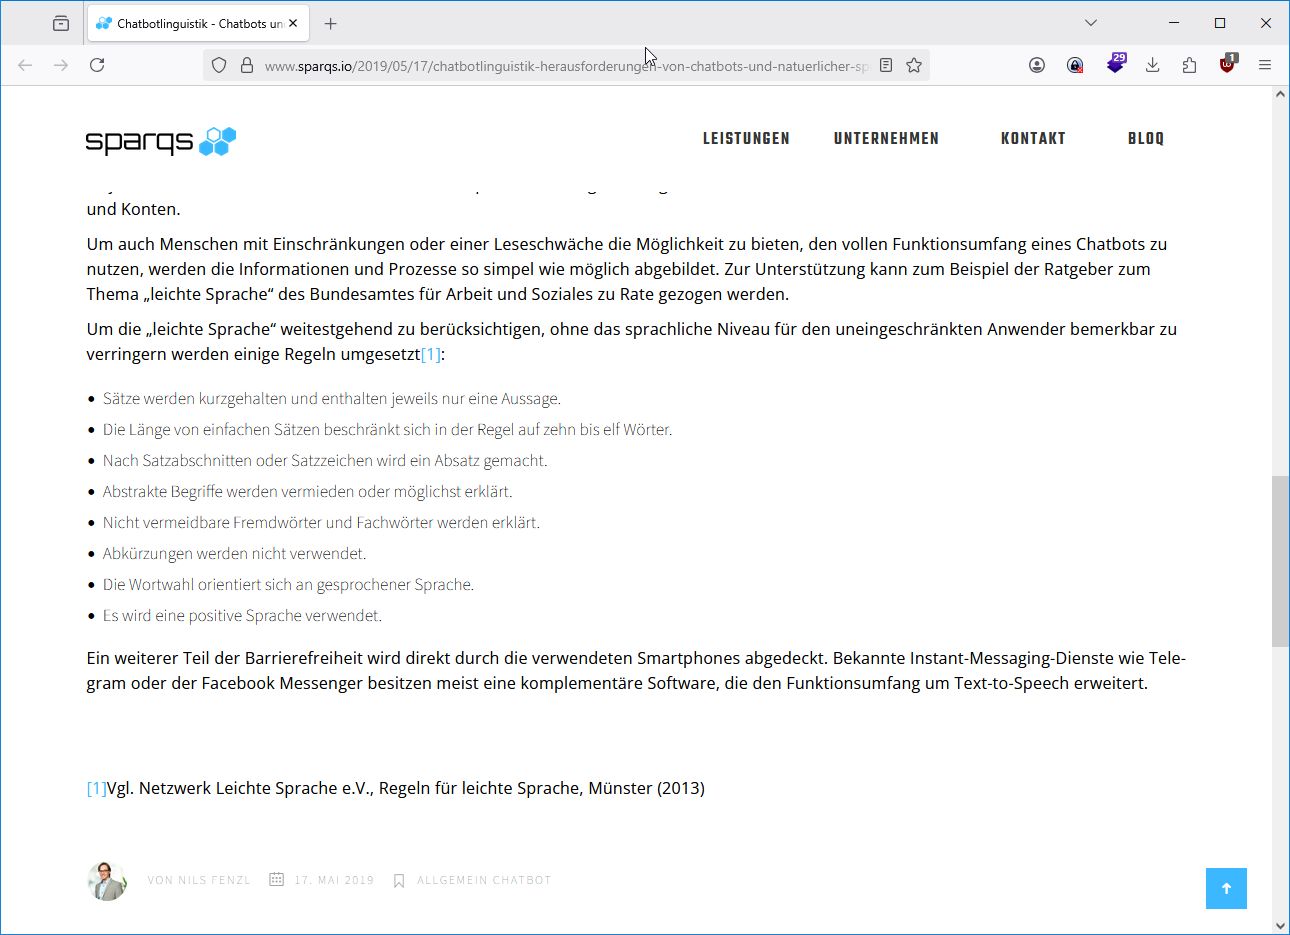 Chatbotlinguistik - Chatbots un
www.sparqs.io/2019/05/17/chatbotlinguistik-herausforderungen-von-chatbots-und-natuerlicher-sp
29
1
sparqs
LEISTUNGEN
UNTERNEHMEN
KONTAKT
BLOQ
und Konten.
Um auch Menschen mit Einschränkungen oder einer Leseschwäche die Möglichkeit zu bieten, den vollen Funktionsumfang eines Chatbots zu
nutzen, werden die Informationen und Prozesse so simpel wie möglich abgebildet. Zur Unterstützung kann zum Beispiel der Ratgeber zum
Thema „leichte Sprache“ des Bundesamtes für Arbeit und Soziales zu Rate gezogen werden.
Um die „leichte Sprache“ weitestgehend zu berücksichtigen, ohne das sprachliche Niveau für den uneingeschränkten Anwender bemerkbar zu
verringern werden einige Regeln umgesetzt[1]:
• Sätze werden kurzgehalten und enthalten jeweils nur eine Aussage.
• Die Länge von einfachen Sätzen beschränkt sich in der Regel auf zehn bis elf Wörter.
• Nach Satzabschnitten oder Satzzeichen wird ein Absatz gemacht.
• Abstrakte Begriffe werden vermieden oder möglichst erklärt.
• Nicht vermeidbare Fremdwörter und Fachwörter werden erklärt.
• Abkürzungen werden nicht verwendet.
• Die Wortwahl orientiert sich an gesprochener Sprache.
• Es wird eine positive Sprache verwendet.
Ein weiterer Teil der Barrierefreiheit wird direkt durch die verwendeten Smartphones abgedeckt. Bekannte Instant-Messaging-Dienste wie Tele-
gram oder der Facebook Messenger besitzen meist eine komplementäre Software, die den Funktionsumfang um Text-to-Speech erweitert.
[1]Vgl. Netzwerk Leichte Sprache e.V., Regeln für leichte Sprache, Münster (2013)
VON NILS FENZL
17. MAI 2019
ALLGEMEIN CHATBOT